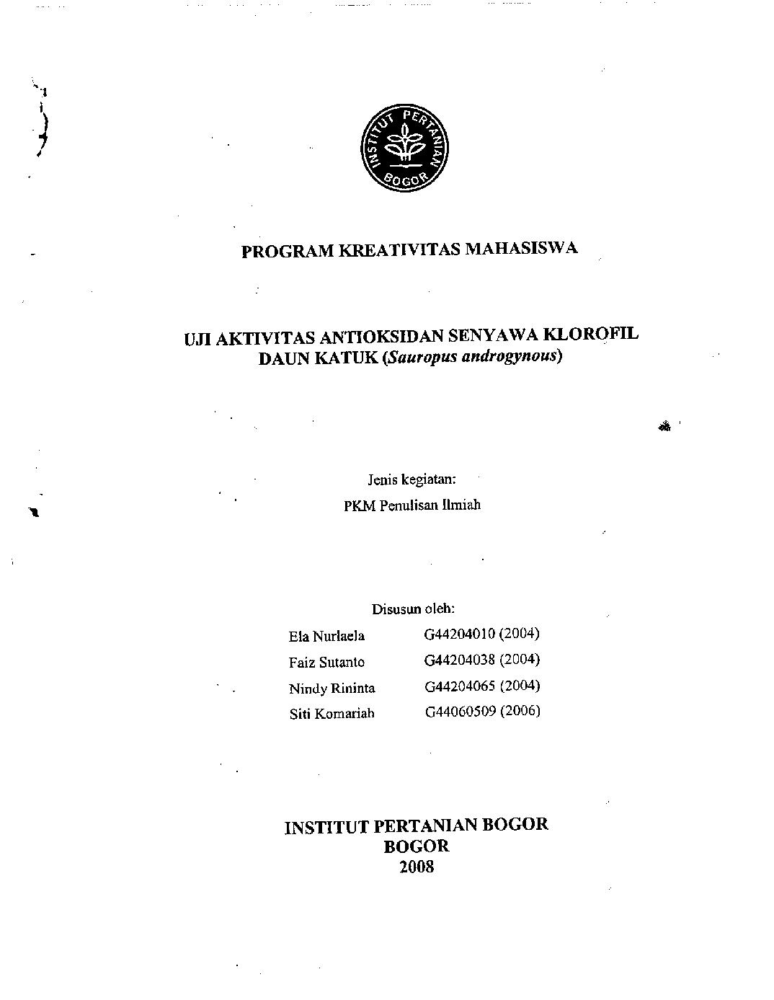 INSTITUT PERTANIAN
BOGOR
PROGRAM KREATIVITAS MAHASISWA
UJI AKTIVITAS ANTIOKSIDAN SENYAWA KLOROFIL
DAUN KATUK (Sauropus androgynous)
Jenis kegiatan:
PKM Penulisan Ilmiah
Disusun oleh:
Ela Nurlaela G44204010 (2004)
Faiz Sutanto G44204038 (2004)
Nindy Rininta G44204065 (2004)
Siti Komariah G44060509 (2006)
INSTITUT PERTANIAN BOGOR
BOGOR
2008